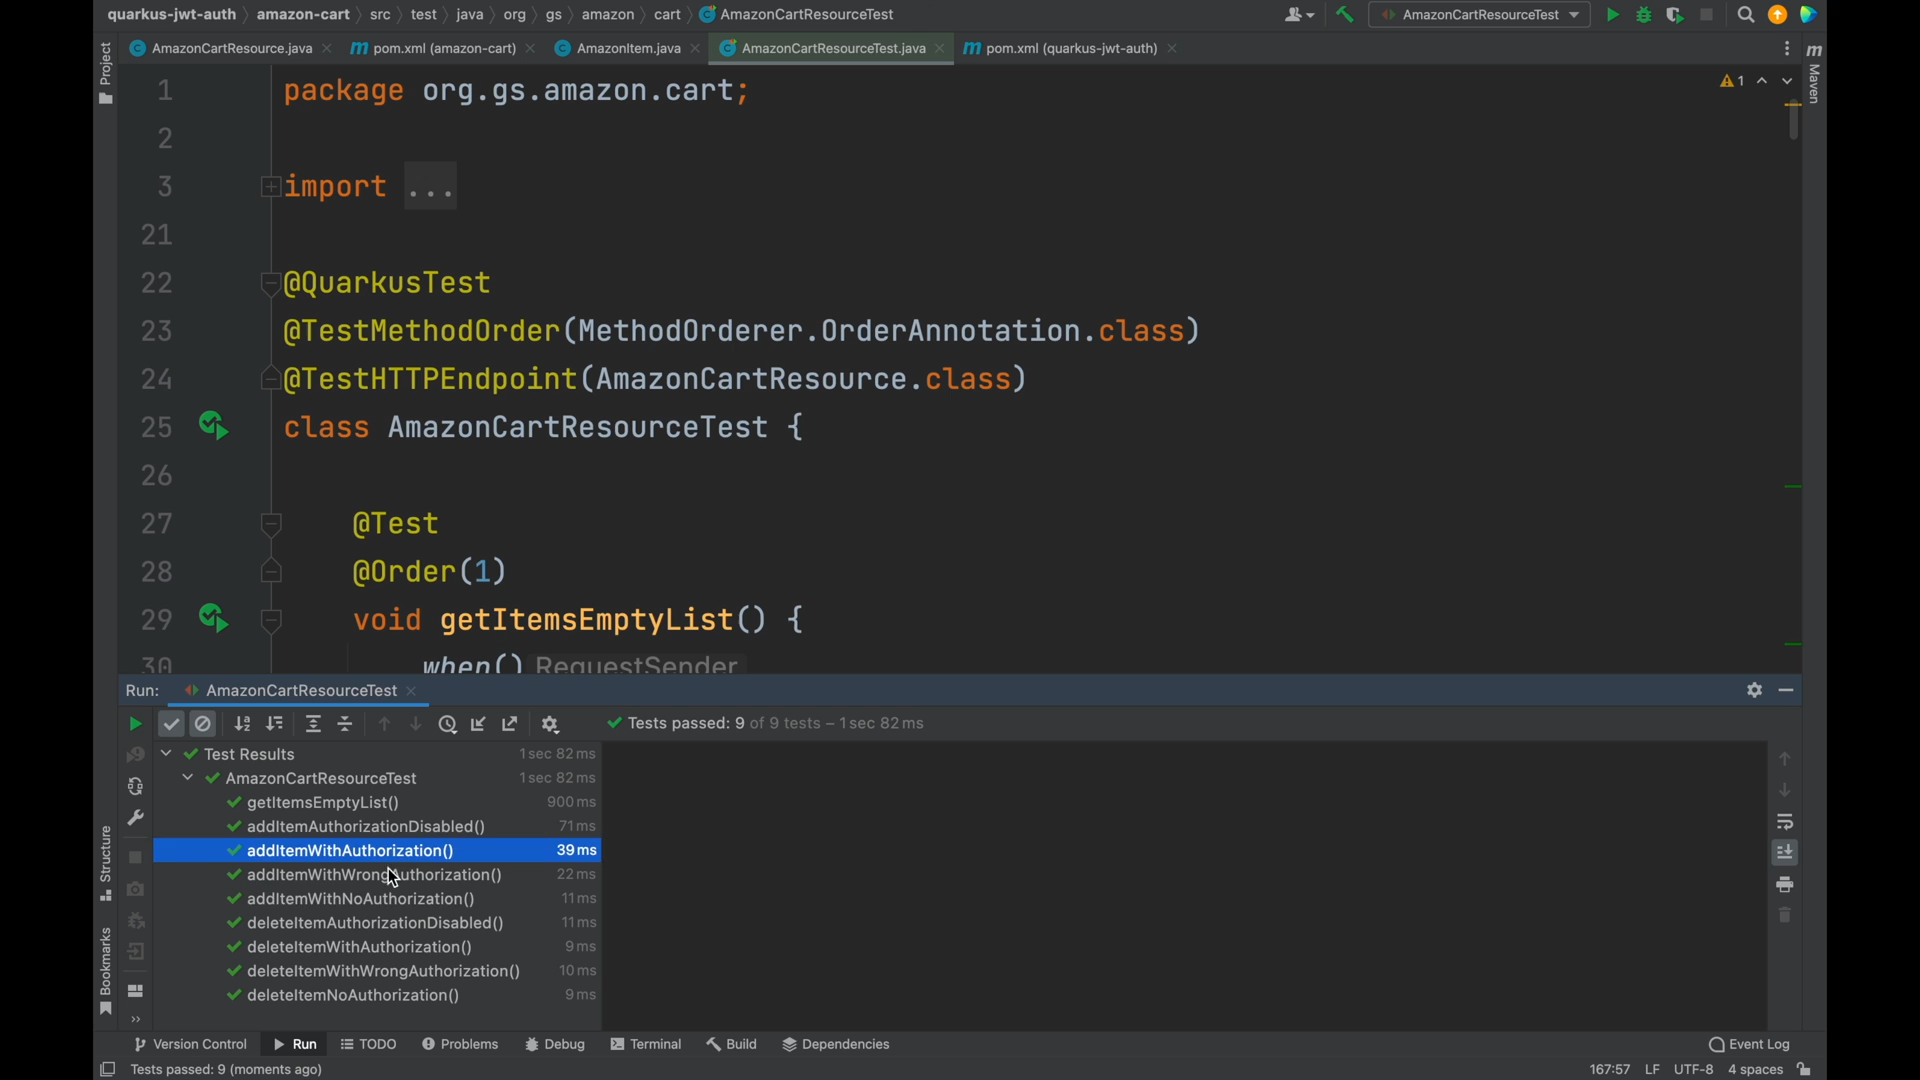 quarkus-jwt-auth amazon-cart src test java org gs amazon cart AmazonCartResourceTest AmazonCartResourceTest
AmazonCartResource.java pom.xml (amazon-cart) AmazonItem.java AmazonCartResourceTest.java pom.xml (quarkus-jwt-auth)
Project
Maven
1 package org.gs.amazon.cart; 1
2
3 import ...
21
22 @QuarkusTest
23 @TestMethodOrder(MethodOrderer.OrderAnnotation.class)
24 @TestHTTPEndpoint(AmazonCartResource.class)
25 class AmazonCartResourceTest {
26
27 @Test
28 @Order(1)
29 void getItemsEmptyList() {
30 when() RequestSender
Run: AmazonCartResourceTest
Tests passed: 9 of 9 tests – 1 sec 82 ms
Test Results 1 sec 82 ms
AmazonCartResourceTest 1 sec 82 ms
getItemsEmptyList() 900 ms
addItemAuthorizationDisabled() 71 ms
addItemWithAuthorization() 39 ms
addItemWithWrongAuthorization() 22 ms
addItemWithNoAuthorization() 11 ms
deleteItemAuthorizationDisabled() 11 ms
deleteItemWithAuthorization() 9 ms
deleteItemWithWrongAuthorization() 10 ms
deleteItemNoAuthorization() 9 ms
Structure
Bookmarks
Version Control Run TODO Problems Debug Terminal Build Dependencies Event Log
Tests passed: 9 (moments ago) 167:57 LF UTF-8 4 spaces